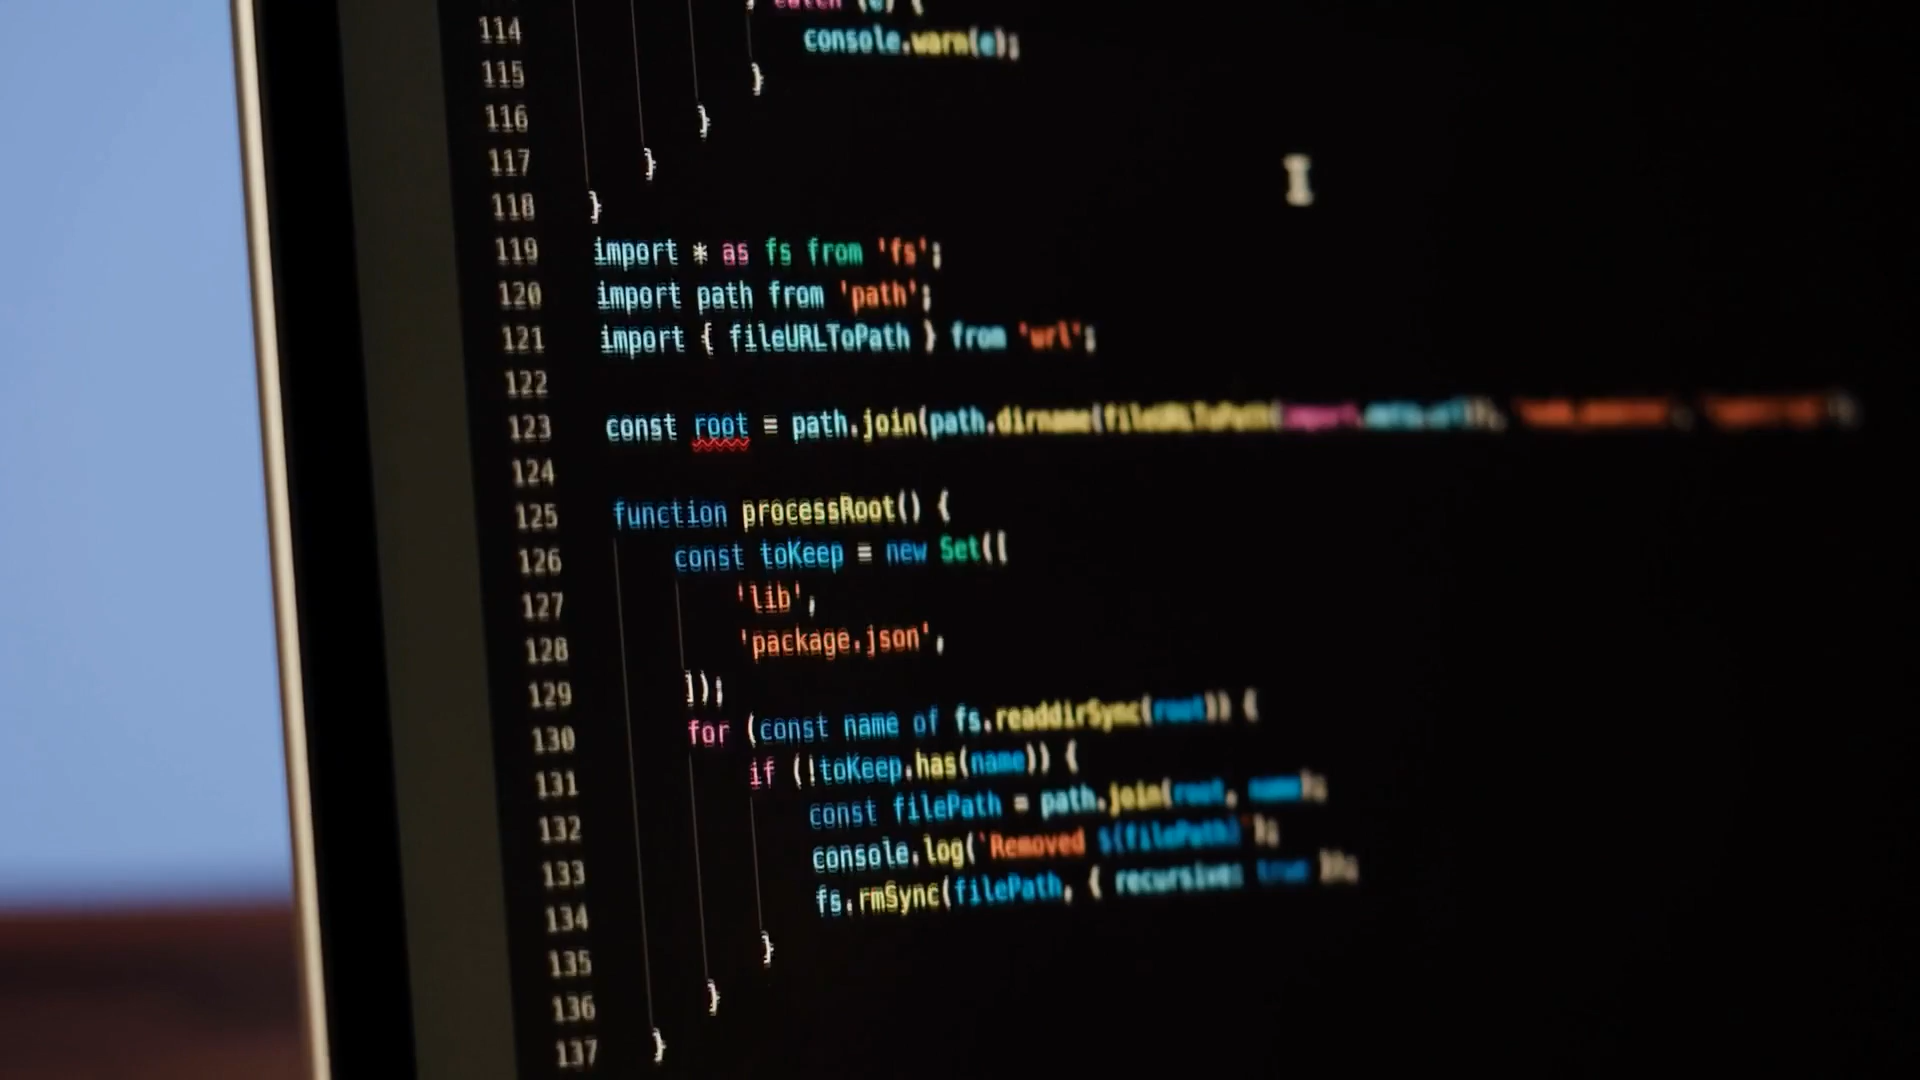 114 console.warn(e);
115 }
116 }
117 }
118 }
119 import * as fs from 'fs';
120 import path from 'path';
121 import { fileURLToPath } from 'url';
122
123 const root = path.join(path.dirname(fileURLToPath(import.meta.url)),
124
125 function processRoot() {
126 const toKeep = new Set([
127 'lib',
128 'package.json',
129 ]);
130 for (const name of fs.readdirSync(root)) {
131 if (!toKeep.has(name)) {
132 const filePath = path.join(root, name);
133 console.log(`Removed ${filePath}`);
134 fs.rmSync(filePath, { recursive: true });
135 }
136 }
137 }